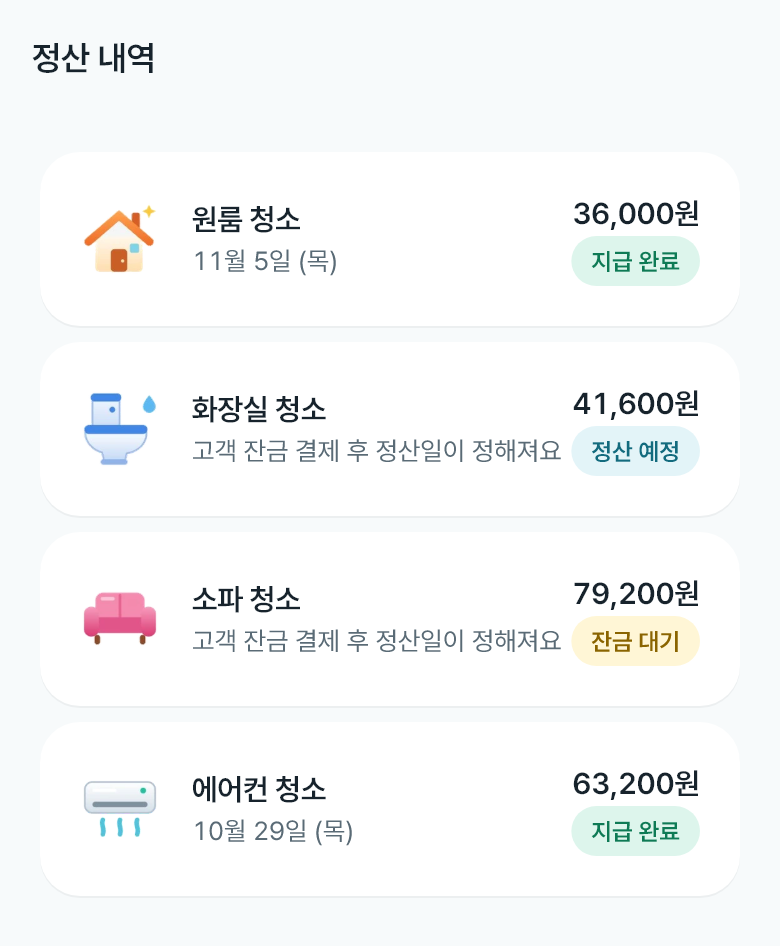 정산 내역
원룸 청소
36,000원
11월 5일 (목)
지급 완료
화장실 청소
41,600원
고객 잔금 결제 후 정산일이 정해져요
정산 예정
소파 청소
79,200원
고객 잔금 결제 후 정산일이 정해져요
잔금 대기
에어컨 청소
63,200원
10월 29일 (목)
지급 완료